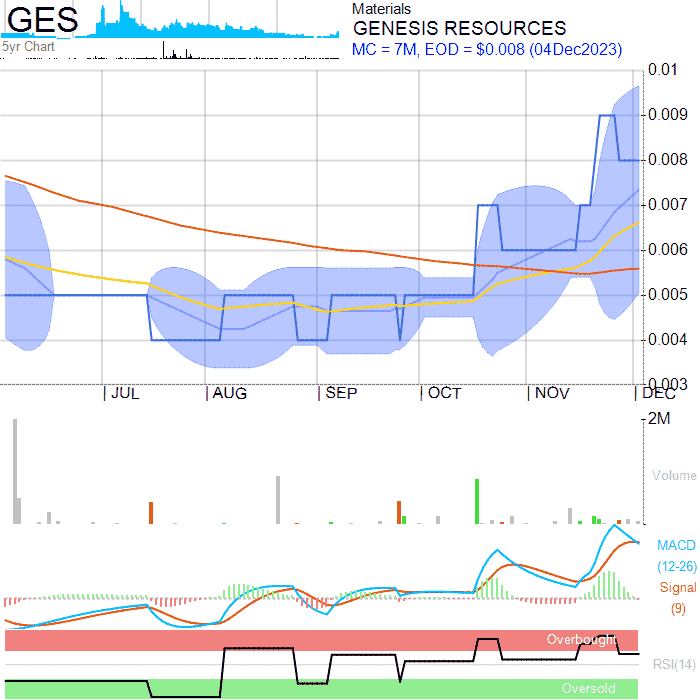 GES
5yr Chart
Materials
GENESIS RESOURCES
MC = 7M, EOD = $0.008 (04Dec2023)
0.01
0.009
0.008
0.007
0.006
0.005
0.004
0.003
JUL AUG SEP OCT NOV DEC
2M
Volume
MACD
(12-26)
Signal
(9)
Overbought
RSI(14)
Oversold